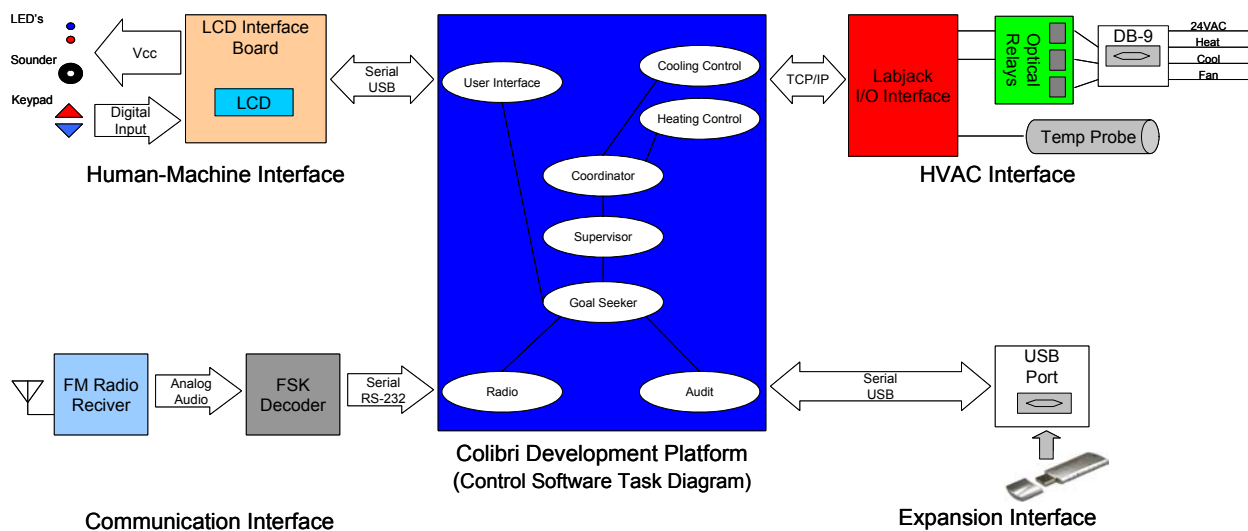 LED's
Sounder
Keypad
Vcc
Digital
Input
LCD Interface
Board
LCD
Serial
USB
Human-Machine Interface
User Interface
Cooling Control
Heating Control
Coordinator
Supervisor
Goal Seeker
Radio
Audit
Colibri Development Platform
(Control Software Task Diagram)
TCP/IP
Labjack
I/O Interface
Optical
Relays
DB-9
24VAC
Heat
Cool
Fan
Temp Probe
HVAC Interface
FM Radio
Reciver
Analog
Audio
FSK
Decoder
Serial
RS-232
Communication Interface
Serial
USB
USB
Port
Expansion Interface